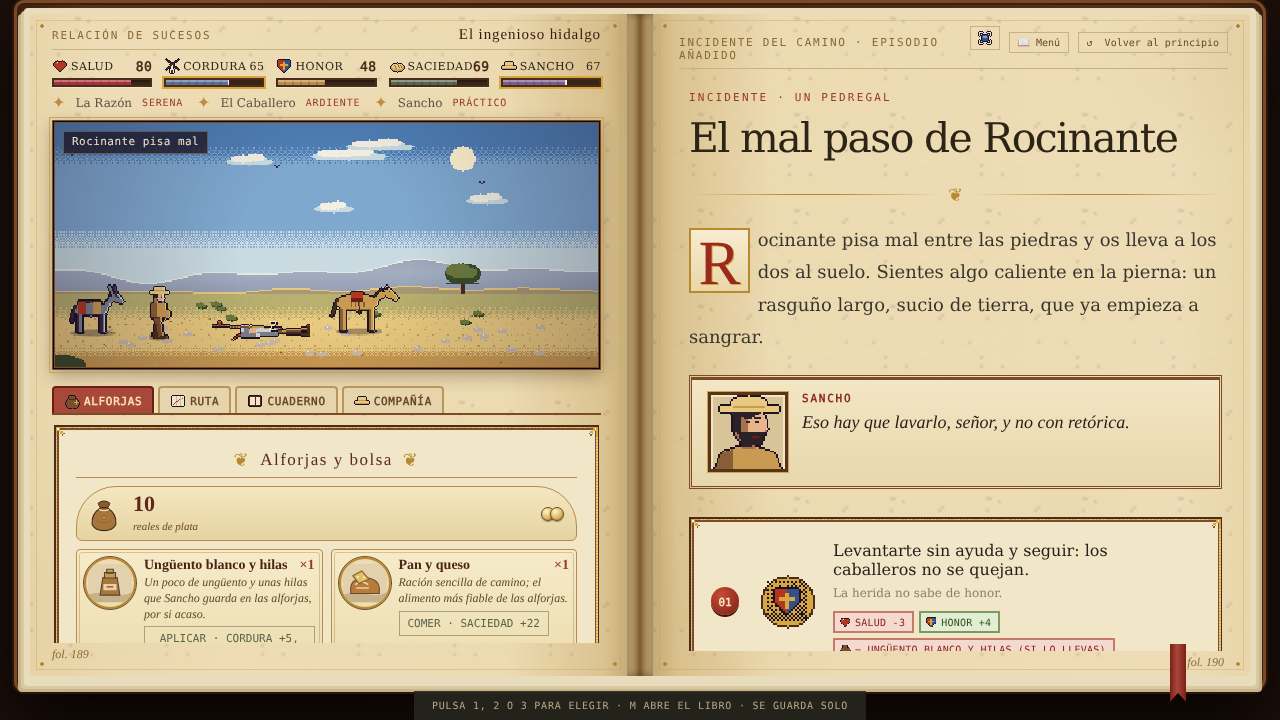 RELACIÓN DE SUCESOS
El ingenioso hidalgo
SALUD 80
CORDURA 65
HONOR 48
SACIEDAD 69
SANCHO 67
La Razón SERENA
El Caballero ARDIENTE
Sancho PRÁCTICO
Rocinante pisa mal
ALFORJAS
RUTA
CUADERNO
COMPAÑÍA
Alforjas y bolsa
10
reales de plata
Ungüento blanco y hilas ×1
Un poco de ungüento y unas hilas
que Sancho guarda en las alforjas,
por si acaso.
APLICAR · CORDURA +5,
Pan y queso ×1
Ración sencilla de camino; el
alimento más fiable de las alforjas.
COMER · SACIEDAD +22
fol. 189
INCIDENTE DEL CAMINO · EPISODIO
AÑADIDO
Menú
↺ Volver al principio
INCIDENTE · UN PEDREGAL
El mal paso de Rocinante
Rocinante pisa mal entre las piedras y os lleva a los
dos al suelo. Sientes algo caliente en la pierna: un
rasguño largo, sucio de tierra, que ya empieza a
sangrar.
SANCHO
Eso hay que lavarlo, señor, y no con retórica.
01
Levantarte sin ayuda y seguir: los
caballeros no se quejan.
La herida no sabe de honor.
SALUD -3
HONOR +4
— UNGÜENTO BLANCO Y HILAS (SI LO LLEVAS)
fol. 190
PULSA 1, 2 O 3 PARA ELEGIR · M ABRE EL LIBRO · SE GUARDA SOLO